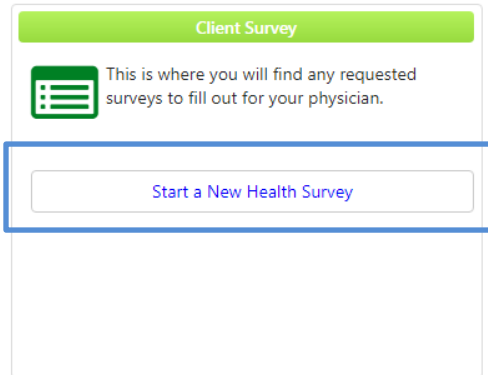 Client Survey
This is where you will find any requested
surveys to fill out for your physician.
Start a New Health Survey